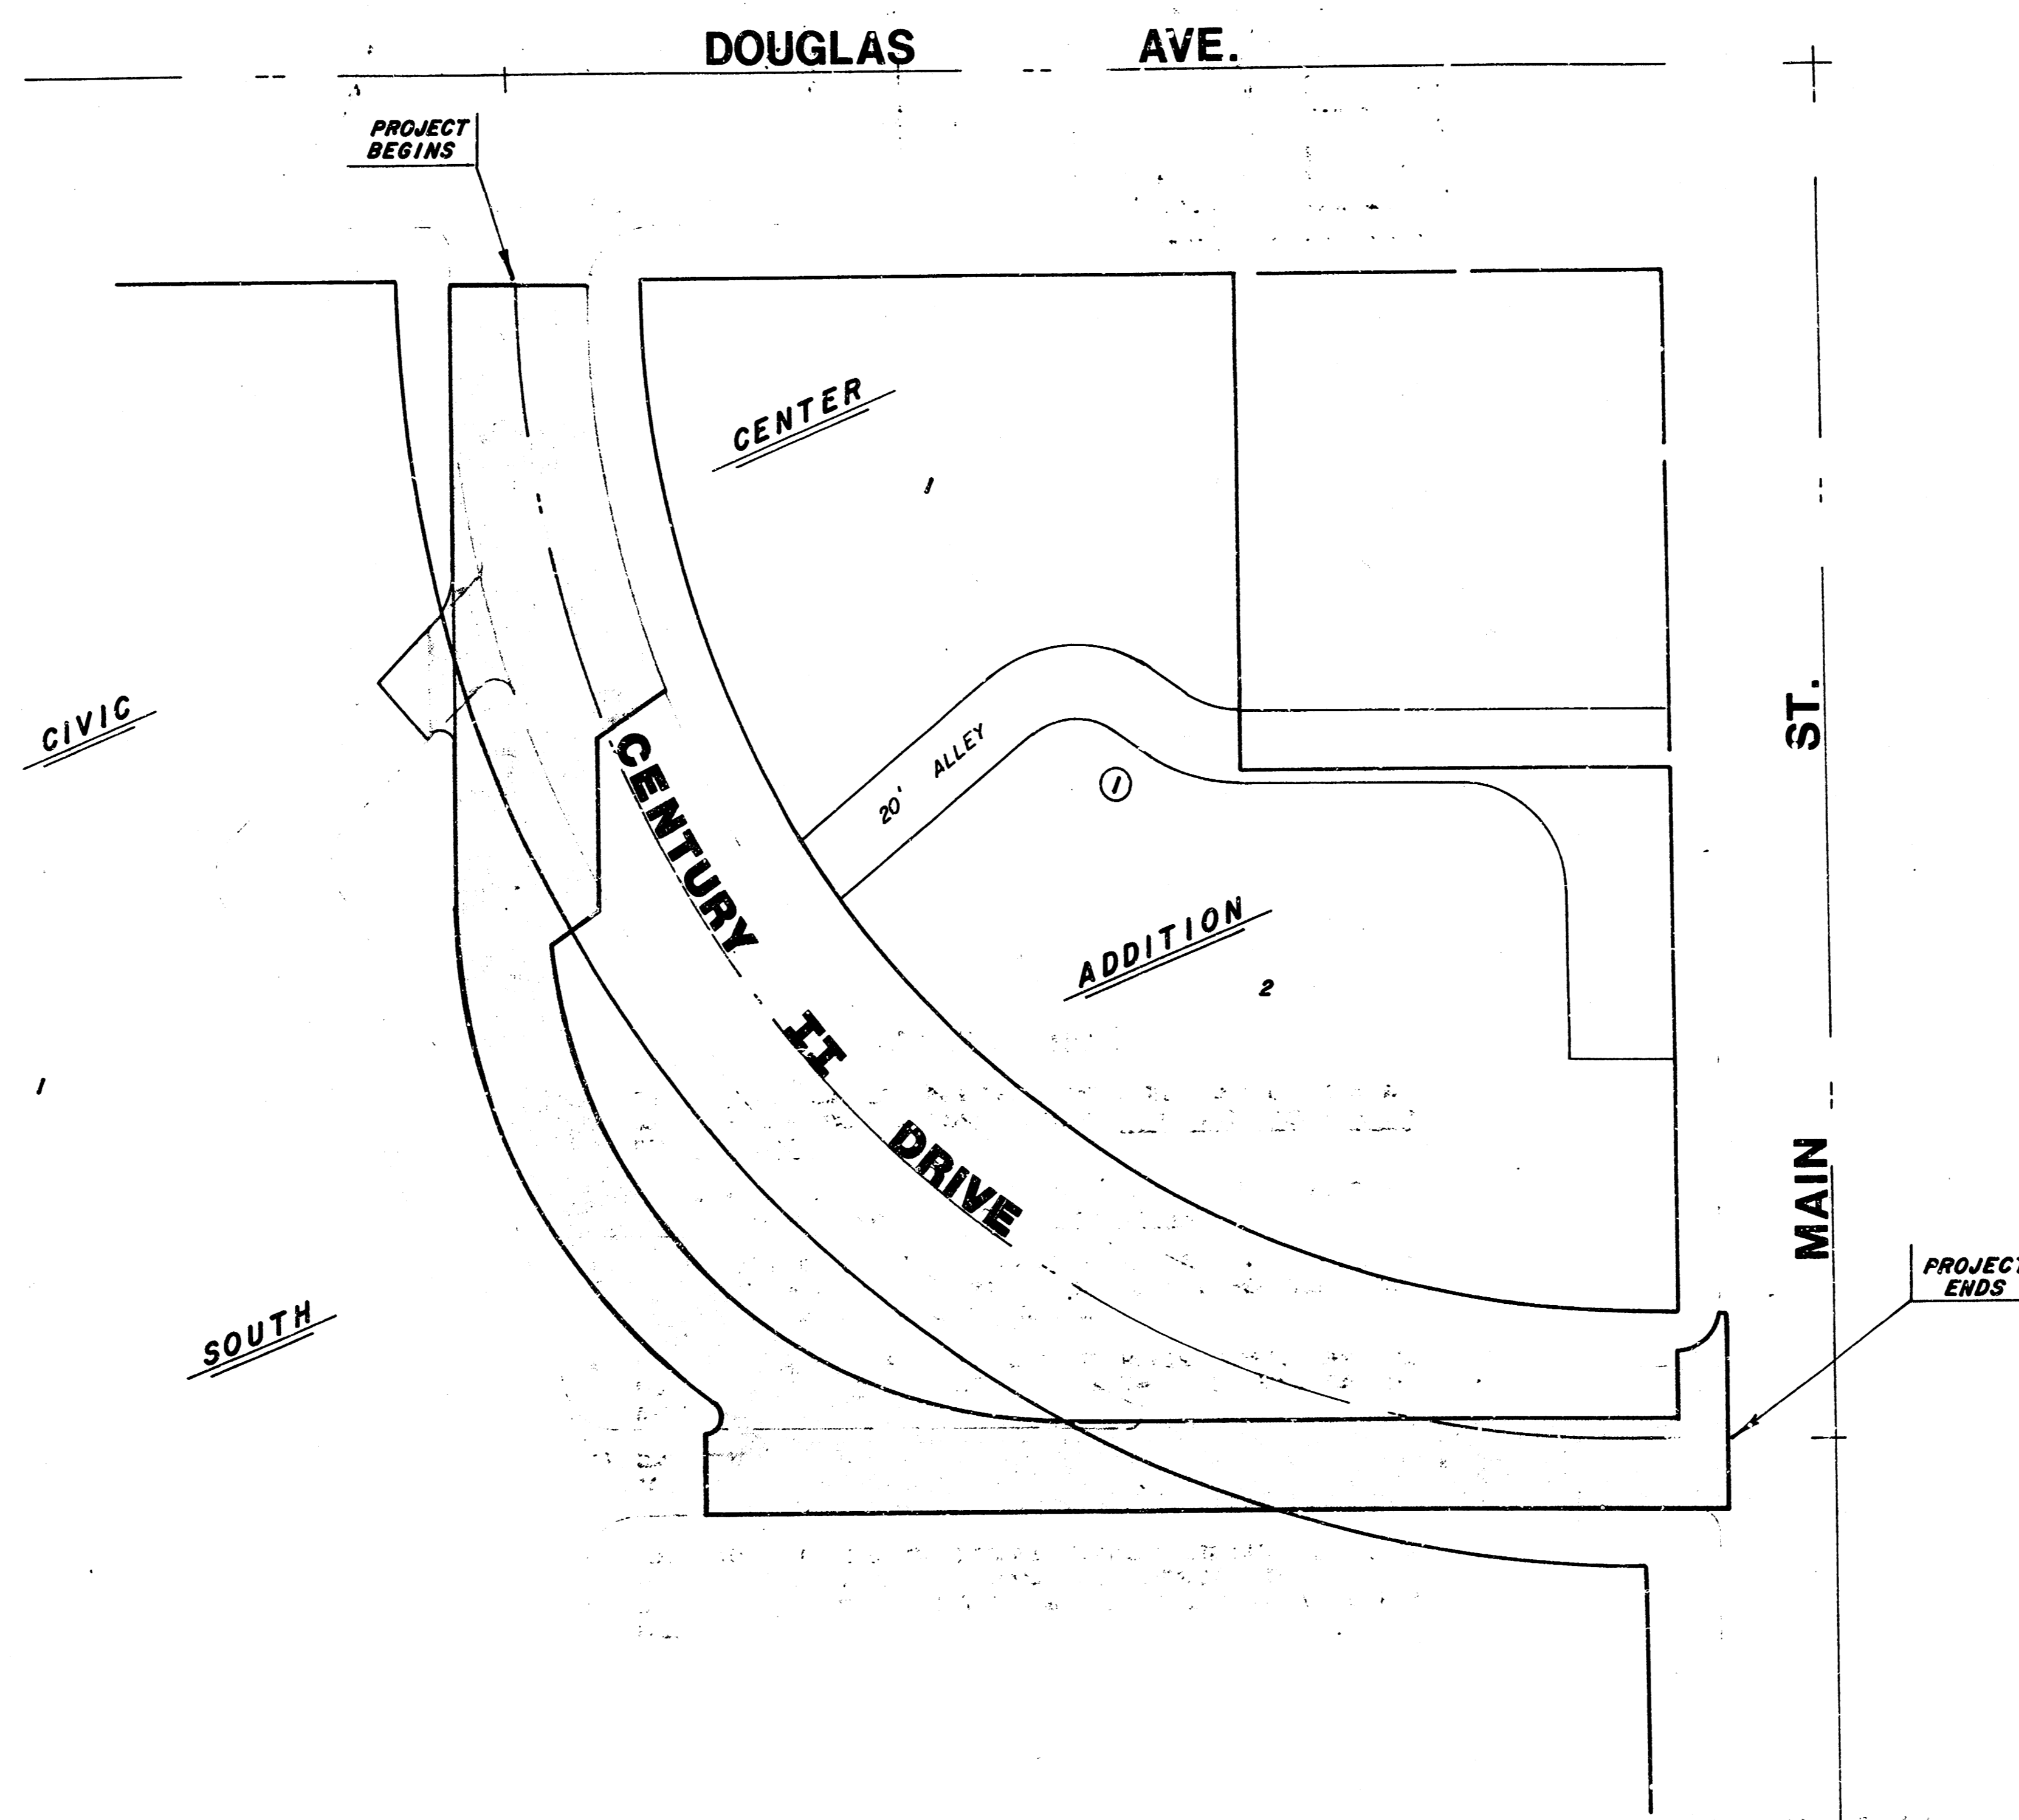 DOUGLAS AVE.
PROJECT
BEGINS
CENTER
1
CIVIC
ST.
20' ALLEY
1
CENTURY II DRIVE
ADDITION
2
1
MAIN
PROJECT
ENDS
SOUTH